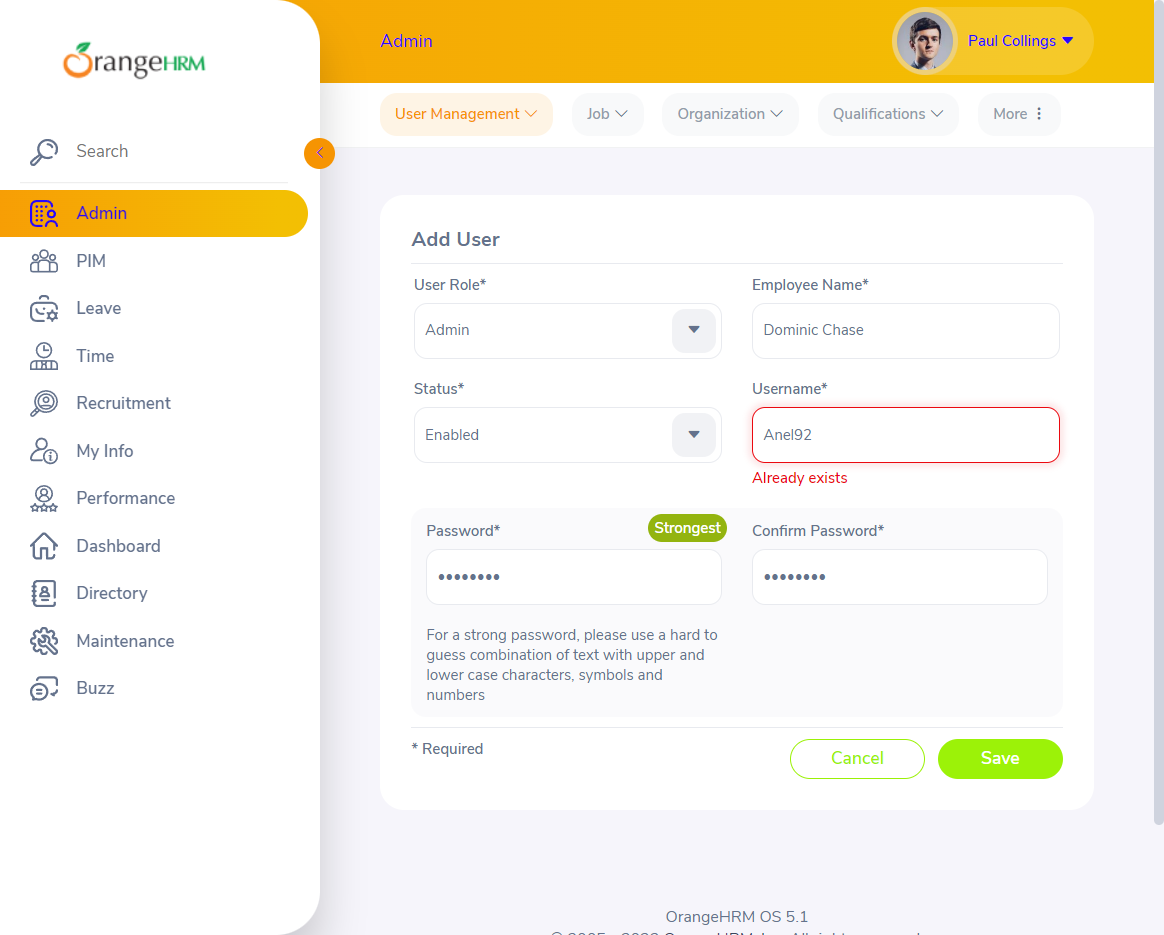 OrangeHRM
Search
Admin
PIM
Leave
Time
Recruitment
My Info
Performance
Dashboard
Directory
Maintenance
Buzz
Admin
Paul Collings
User Management
Job
Organization
Qualifications
More
Add User
User Role*
Employee Name*
Admin
Dominic Chase
Status*
Username*
Enabled
Anel92
Already exists
Password*
Strongest
Confirm Password*
••••••••
••••••••
For a strong password, please use a hard to
guess combination of text with upper and
lower case characters, symbols and
numbers
* Required
Cancel
Save
OrangeHRM OS 5.1